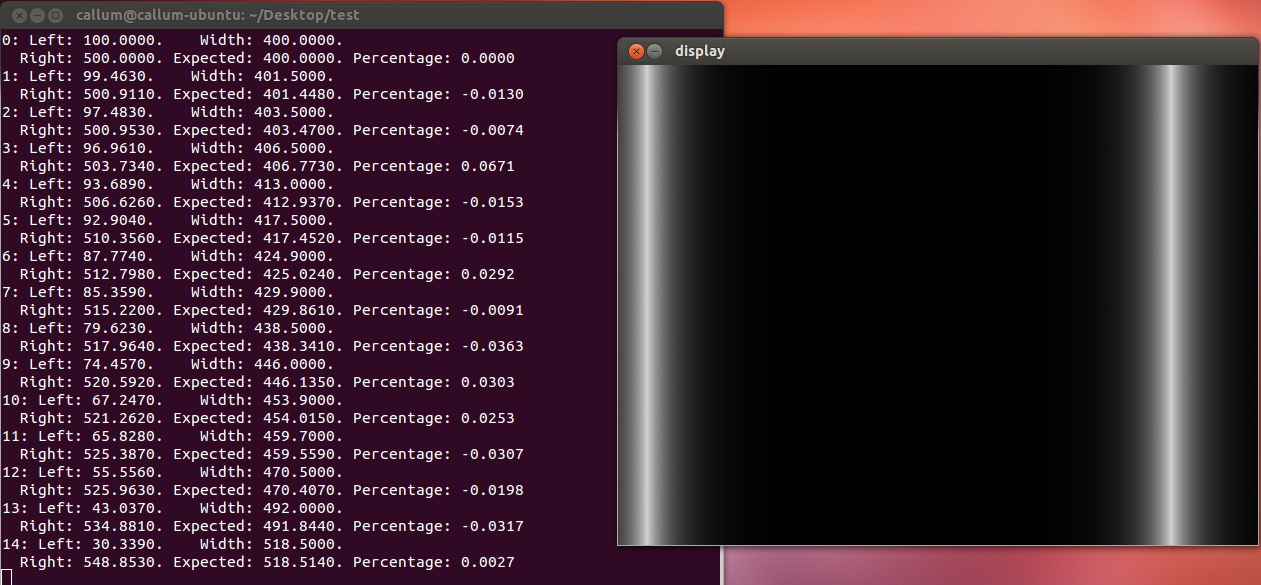 callum@callum-ubuntu: ~/Desktop/test
0: Left: 100.0000. Width: 400.0000.
Right: 500.0000. Expected: 400.0000. Percentage: 0.0000
1: Left: 99.4630. Width: 401.5000.
Right: 500.9110. Expected: 401.4480. Percentage: -0.0130
2: Left: 97.4830. Width: 403.5000.
Right: 500.9530. Expected: 403.4700. Percentage: -0.0074
3: Left: 96.9610. Width: 406.5000.
Right: 503.7340. Expected: 406.7730. Percentage: 0.0671
4: Left: 93.6890. Width: 413.0000.
Right: 506.6260. Expected: 412.9370. Percentage: -0.0153
5: Left: 92.9040. Width: 417.5000.
Right: 510.3560. Expected: 417.4520. Percentage: -0.0115
6: Left: 87.7740. Width: 424.9000.
Right: 512.7980. Expected: 425.0240. Percentage: 0.0292
7: Left: 85.3590. Width: 429.9000.
Right: 515.2200. Expected: 429.8610. Percentage: -0.0091
8: Left: 79.6230. Width: 438.5000.
Right: 517.9640. Expected: 438.3410. Percentage: -0.0363
9: Left: 74.4570. Width: 446.0000.
Right: 520.5920. Expected: 446.1350. Percentage: 0.0303
10: Left: 67.2470. Width: 453.9000.
Right: 521.2620. Expected: 454.0150. Percentage: 0.0253
11: Left: 65.8280. Width: 459.7000.
Right: 525.3870. Expected: 459.5590. Percentage: -0.0307
12: Left: 55.5560. Width: 470.5000.
Right: 525.9630. Expected: 470.4070. Percentage: -0.0198
13: Left: 43.0370. Width: 492.0000.
Right: 534.8810. Expected: 491.8440. Percentage: -0.0317
14: Left: 30.3390. Width: 518.5000.
Right: 548.8530. Expected: 518.5140. Percentage: 0.0027
display